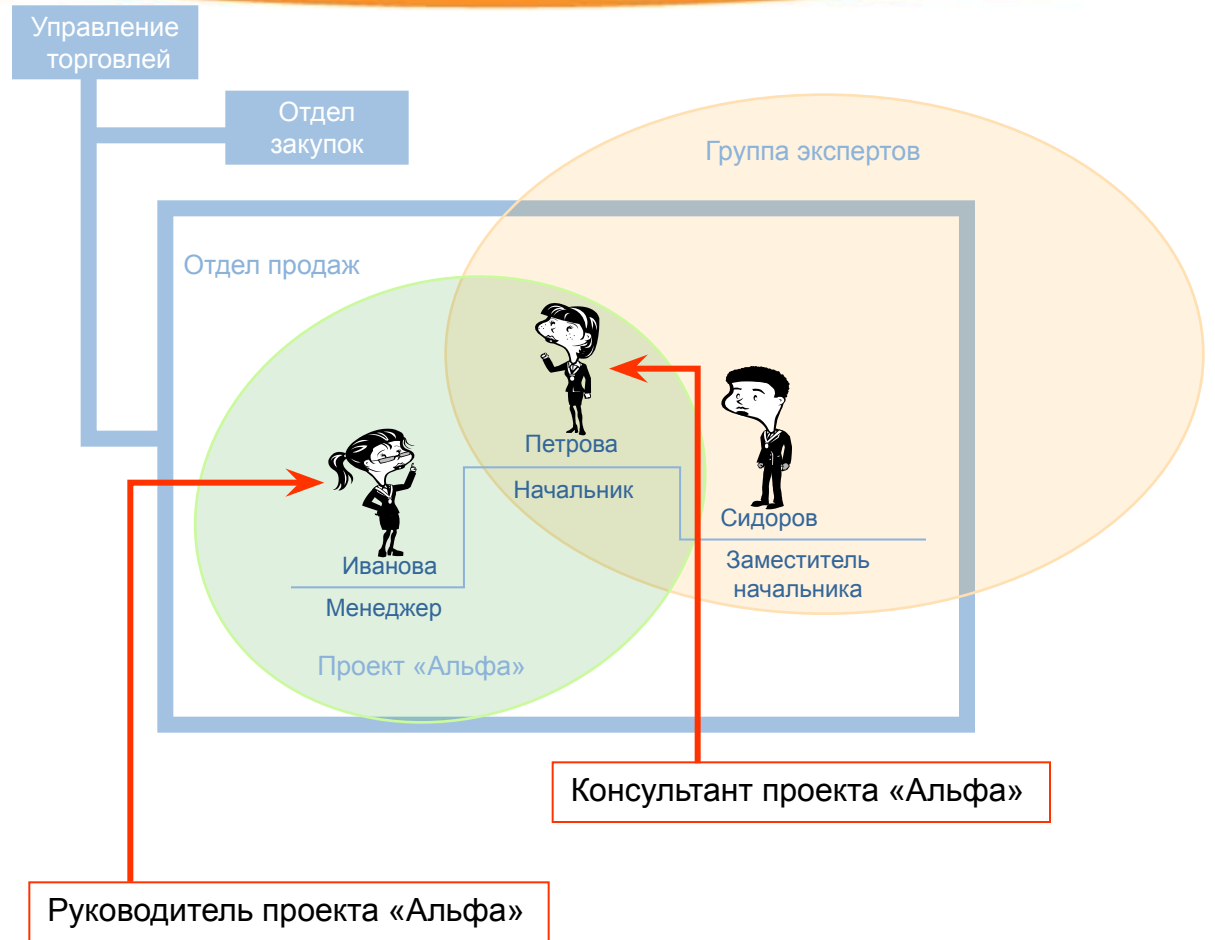 Управление
торговлей
Отдел
закупок
Группа экспертов
Отдел продаж
Петрова
Начальник
Сидоров
Заместитель
начальника
Иванова
Менеджер
Проект «Альфа»
Консультант проекта «Альфа»
Руководитель проекта «Альфа»